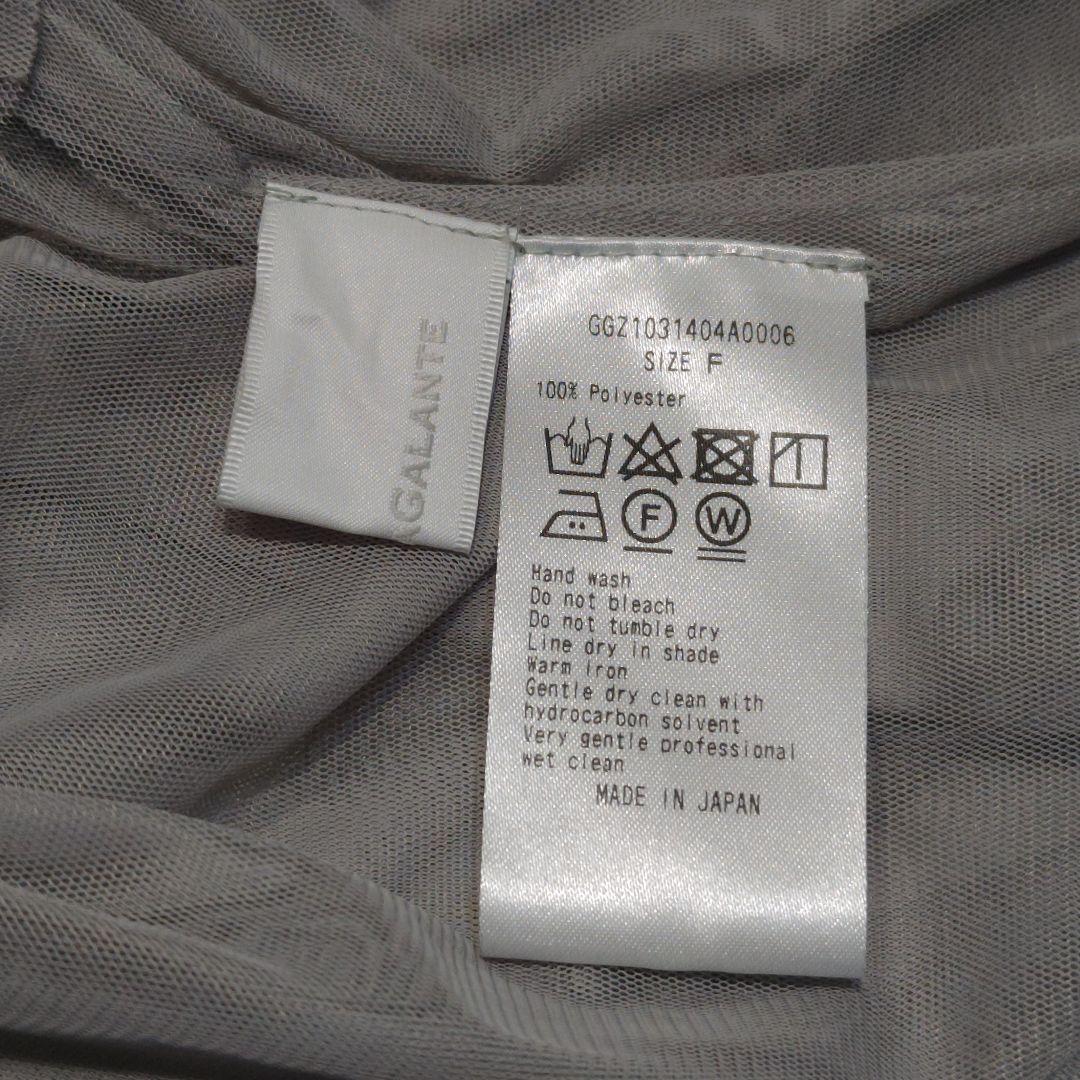 AGALANTE
GGZ1031404A0006
SIZE F
100% Polyester
F W
Hand wash
Do not bleach
Do not tumble dry
Line dry in shade
Warm iron
Gentle dry clean with
hydrocarbon solvent
Very gentle professional
wet clean
MADE IN JAPAN